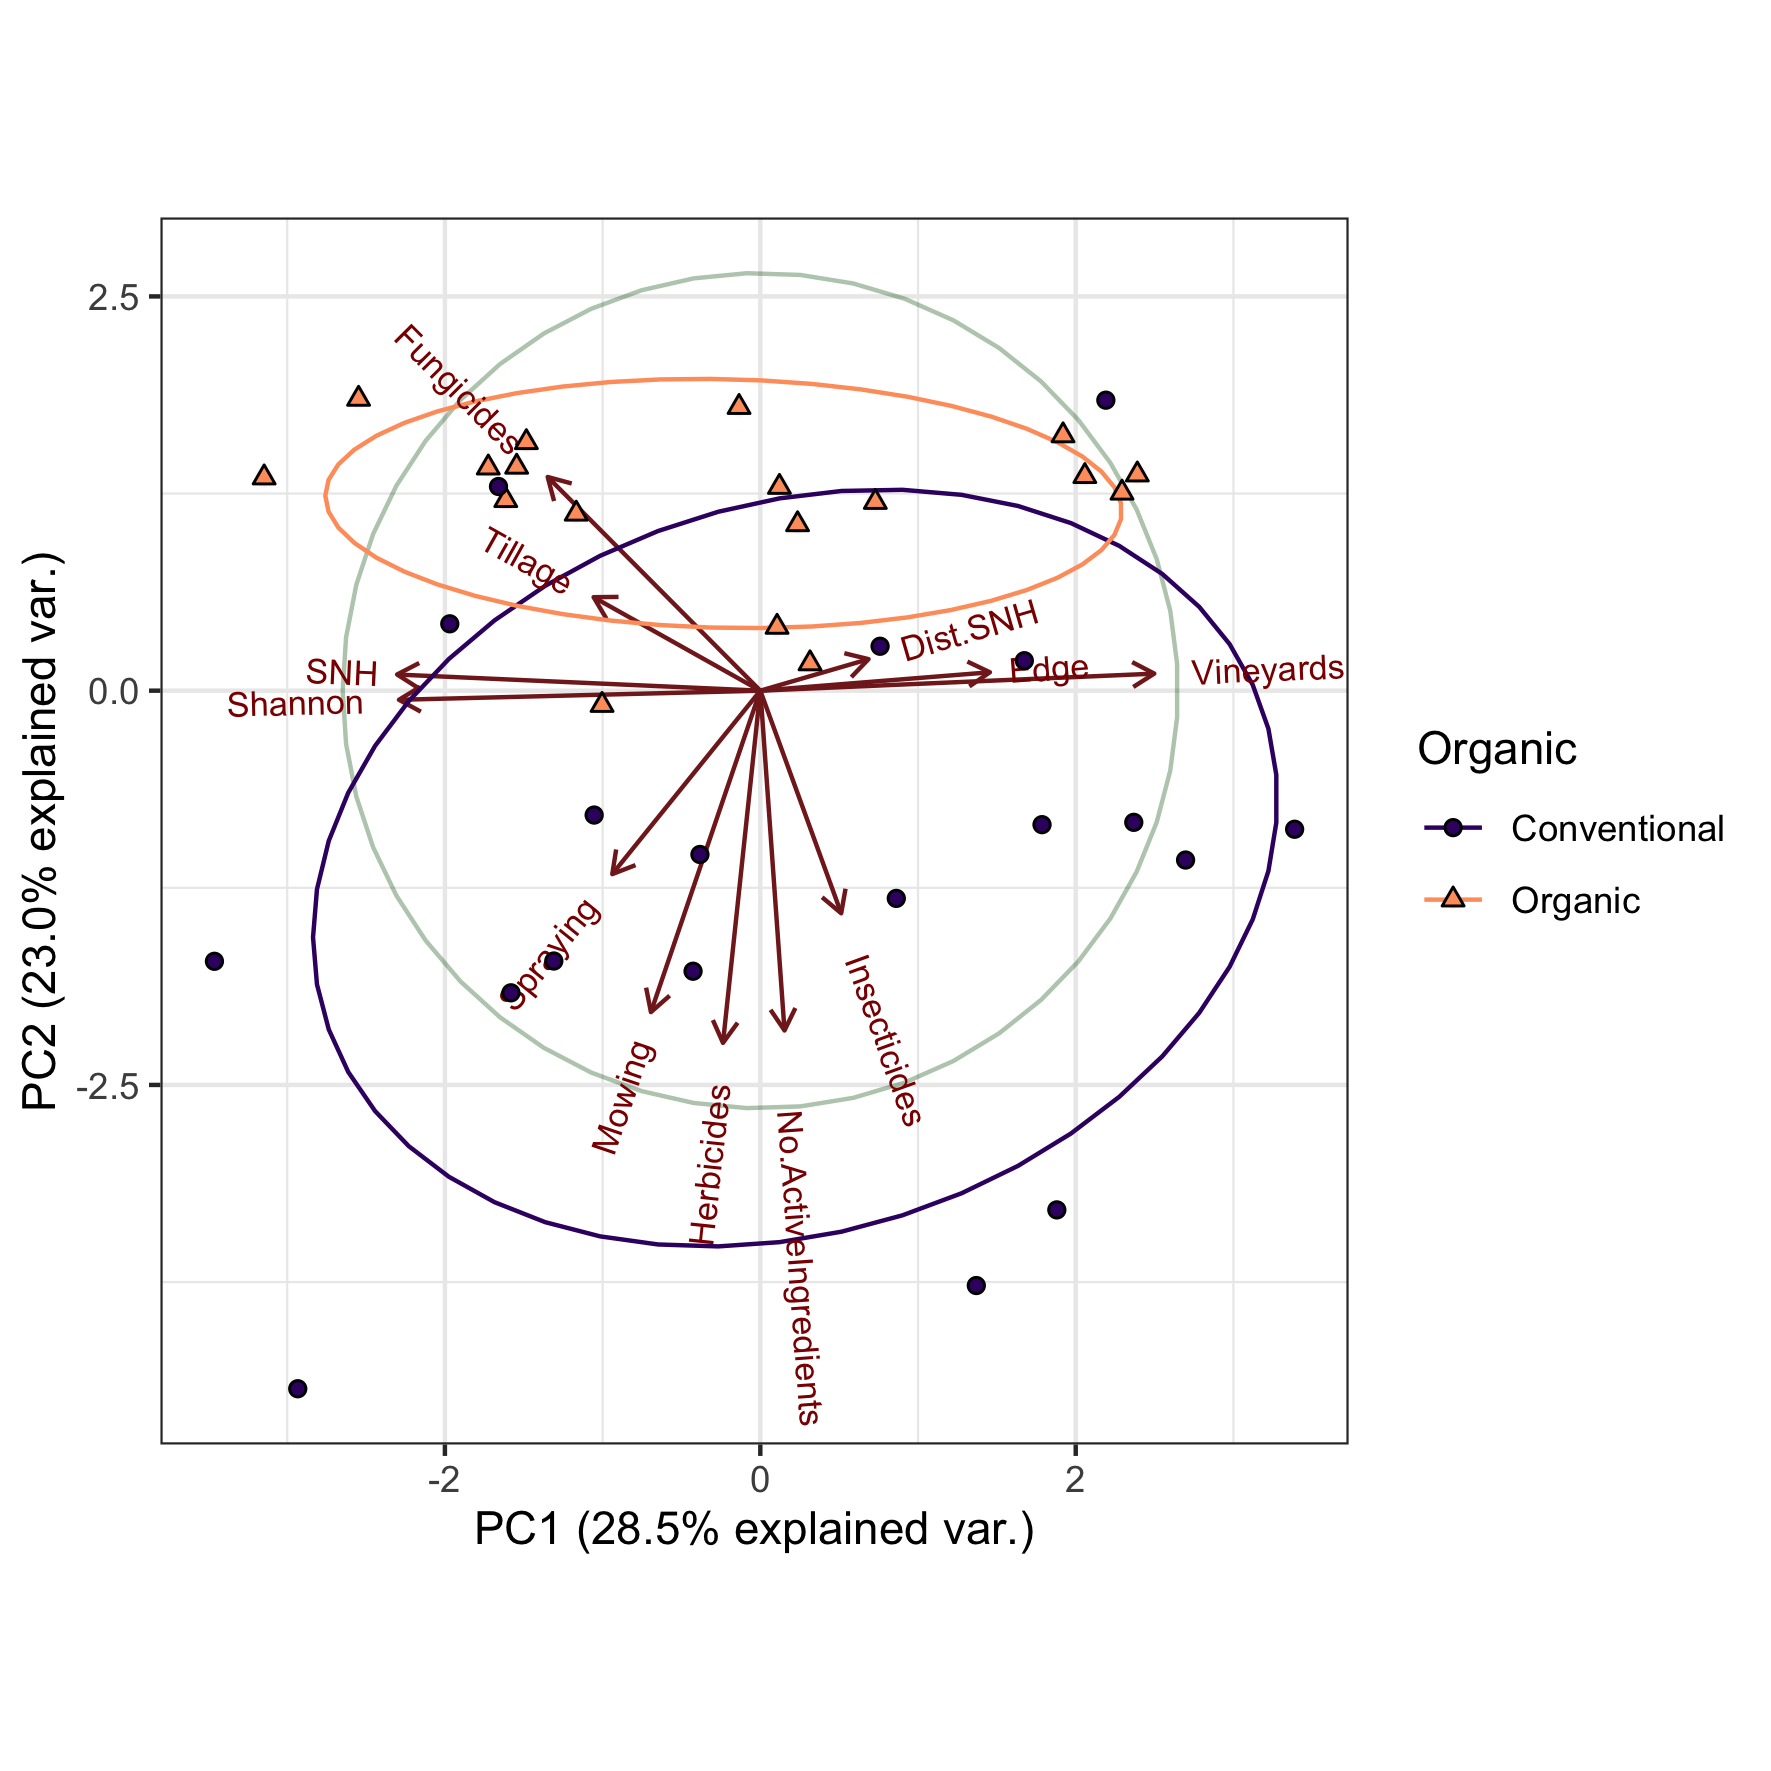 2.5
0.0
-2.5
PC2 (23.0% explained var.)
Fungicides
Tillage
SNH
Shannon
Dist.SNH
Edge
Vineyards
Spraying
Mowing
Herbicides
No.ActiveIngredients
Insecticides
-2
0
2
PC1 (28.5% explained var.)
Organic
Conventional
Organic